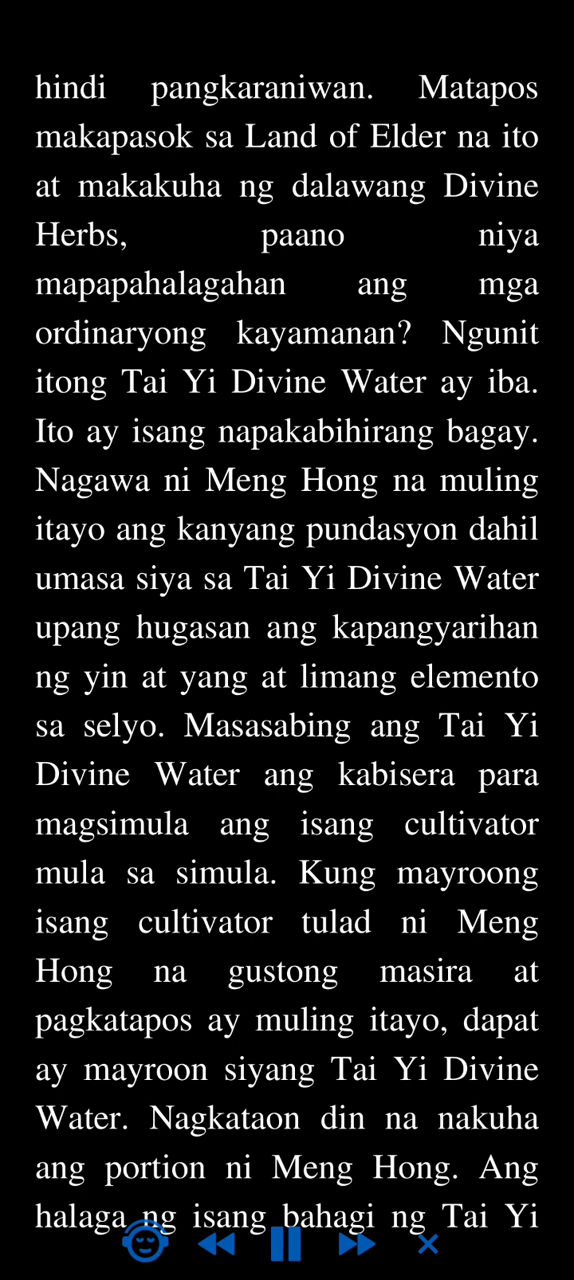 hindi pangkaraniwan. Matapos
makapasok sa Land of Elder na ito
at makakuha ng dalawang Divine
Herbs, paano niya
mapapahalagahan ang mga
ordinaryong kayamanan? Ngunit
itong Tai Yi Divine Water ay iba.
Ito ay isang napakabihirang bagay.
Nagawa ni Meng Hong na muling
itayo ang kanyang pundasyon dahil
umasa siya sa Tai Yi Divine Water
upang hugasan ang kapangyarihan
ng yin at yang at limang elemento
sa selyo. Masasabing ang Tai Yi
Divine Water ang kabisera para
magsimula ang isang cultivator
mula sa simula. Kung mayroong
isang cultivator tulad ni Meng
Hong na gustong masira at
pagkatapos ay muling itayo, dapat
ay mayroon siyang Tai Yi Divine
Water. Nagkataon din na nakuha
ang portion ni Meng Hong. Ang
halaga ng isang bahagi ng Tai Yi